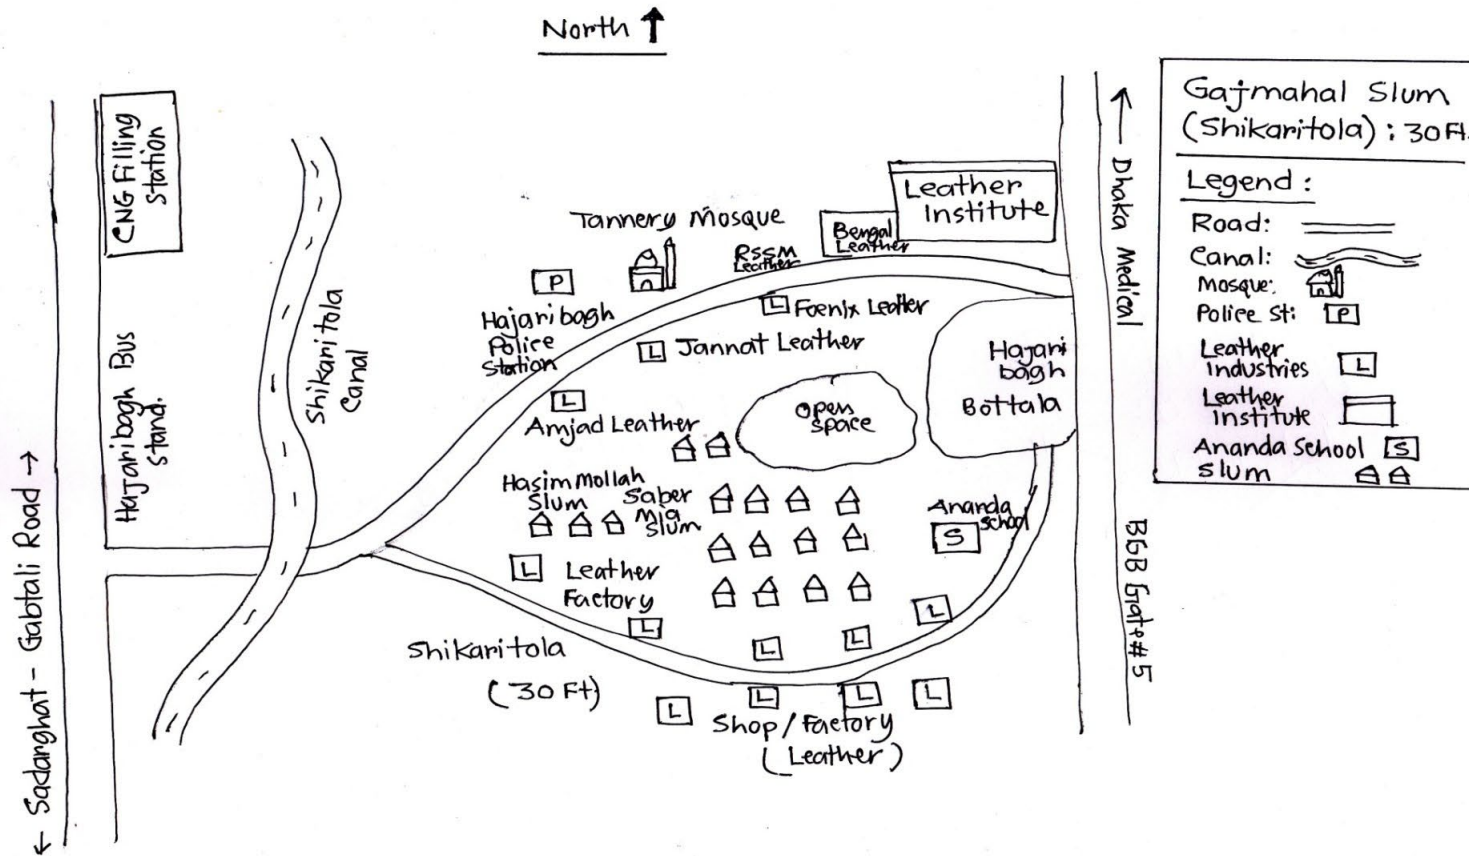 North ↑
CNG Filling
Station
Hajaribogh Bus
Stand.
← Sadarghat - Gabtali Road →
Shikaritola
Canal
Tannery Mosque
P
Hajaribagh
Police
Station
RSSM
Leather
Bengal
Leather
Leather
Institute
L Foenix Leather
L Jannat Leather
L
Amjad Leather
Open
space
Hajari
bagh
Bottala
Hasim Mollah
Slum
Saber
Mia
Slum
Ananda
School
S
L Leather
Factory
L
L
L
L
Shikaritola
(30 Ft)
L
L
L
L
Shop/Factory
(Leather)
← Dhaka Medical
BGB Gate#5
Gajmahal Slum
(Shikaritola) : 30 Ft.
Legend :
Road:
Canal:
Mosque:
Police St: P
Leather
Industries L
Leather
Institute
Ananda School S
Slum